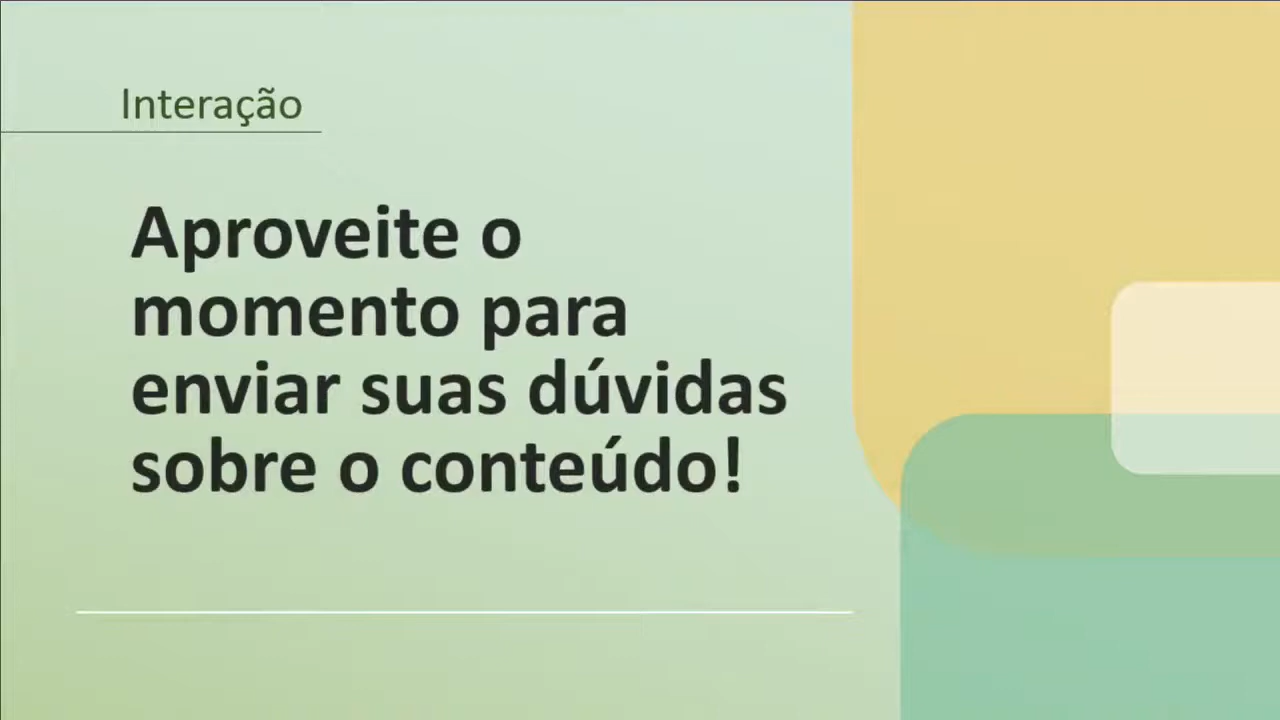 Interação
Aproveite o
momento para
enviar suas dúvidas
sobre o conteúdo!